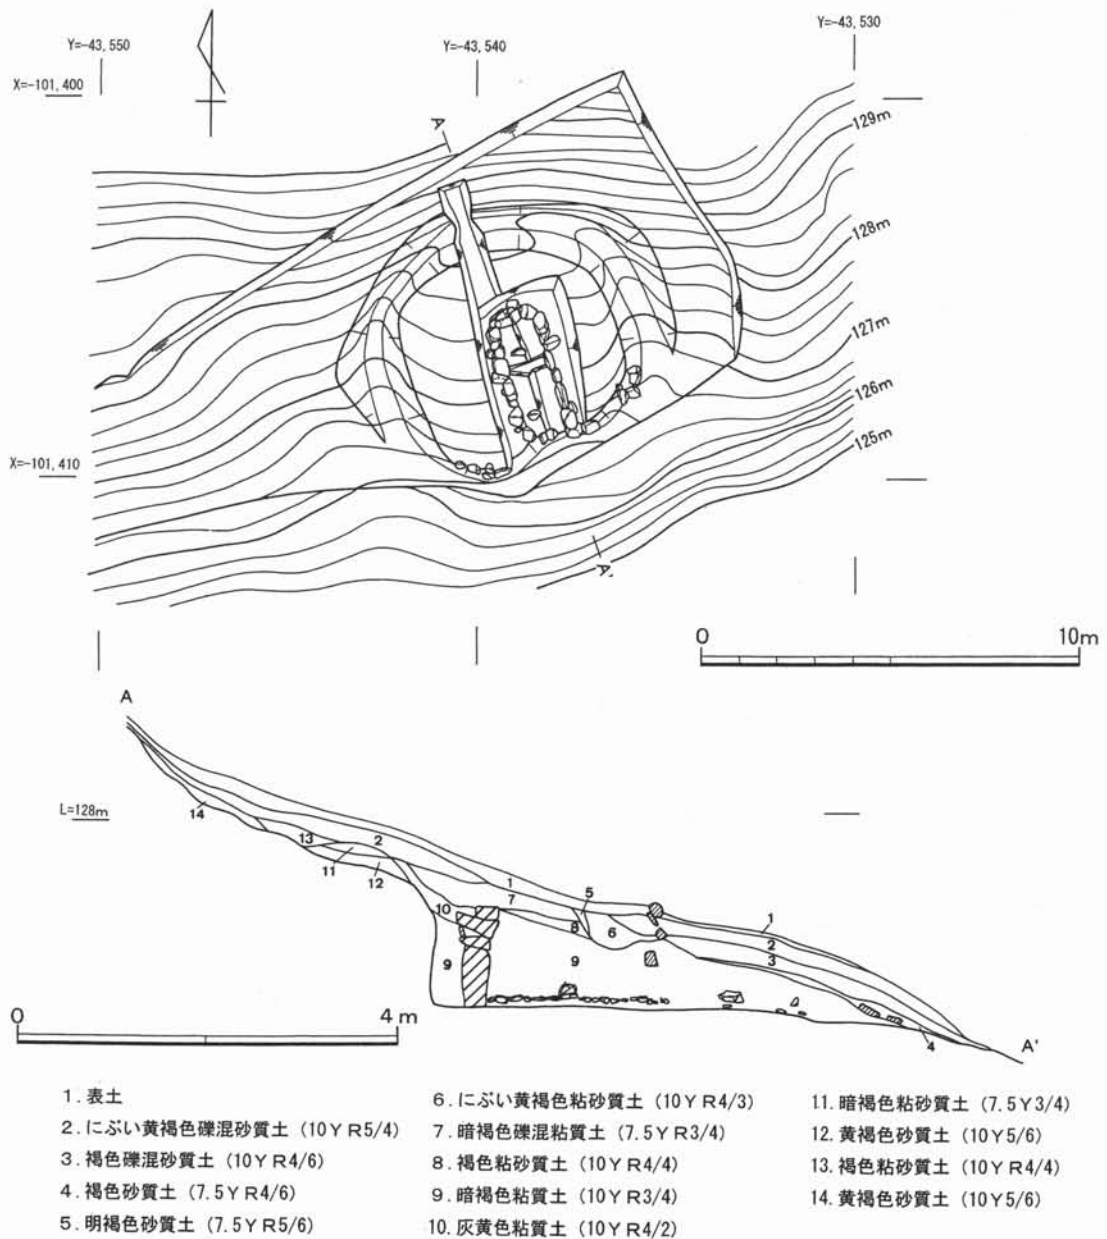 Y=-43,550
Y=-43,540
Y=-43,530
X=-101,400
A
129m
128m
127m
126m
125m
X=-101,410
A'
0 10m
A
L=128m
14
13
2
11
12
1
7
5
10
8
6
9
9
1
2
3
4
A'
0 4m
1. 表土
2. にぶい黄褐色礫混砂質土 (10YR5/4)
3. 褐色礫混砂質土 (10YR4/6)
4. 褐色砂質土 (7.5YR4/6)
5. 明褐色砂質土 (7.5YR5/6)
6. にぶい黄褐色粘砂質土 (10YR4/3)
7. 暗褐色礫混粘質土 (7.5YR3/4)
8. 褐色粘砂質土 (10YR4/4)
9. 暗褐色粘質土 (10YR3/4)
10. 灰黄色粘質土 (10YR4/2)
11. 暗褐色粘砂質土 (7.5Y3/4)
12. 黄褐色砂質土 (10Y5/6)
13. 褐色粘砂質土 (10YR4/4)
14. 黄褐色砂質土 (10Y5/6)